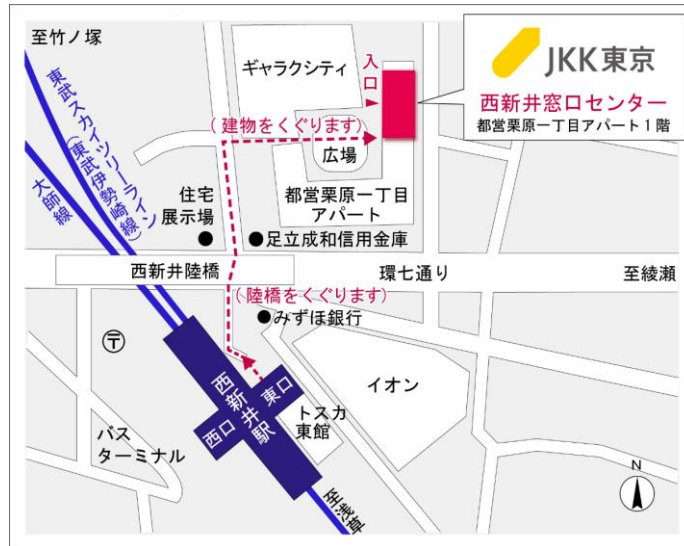 至竹ノ塚
ギャラクシティ
入口
JKK東京
西新井窓口センター
都営栗原一丁目アパート1階
東武スカイツリーライン
(東武伊勢崎線)
大師線
(建物をくぐります)
広場
住宅
展示場
都営栗原一丁目
アパート
足立成和信用金庫
西新井陸橋
環七通り
至綾瀬
(陸橋をくぐります)
みずほ銀行
〒
イオン
西新井駅
東口
西口
トスカ
東館
バス
ターミナル
至浅草
N